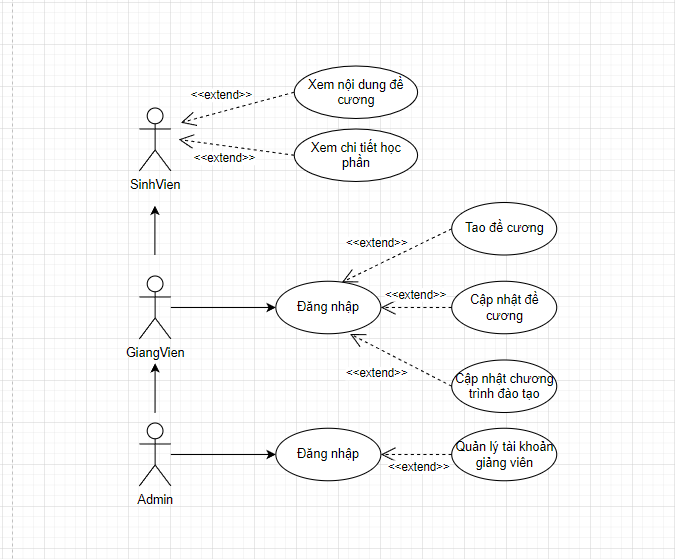 Xem nội dung đề
cương
<<extend>>
<<extend>>
Xem chi tiết học
phần
SinhVien
Tao đề cương
<<extend>>
Đăng nhập
<<extend>>
Cập nhật đề
cương
GiangVien
<<extend>>
Cập nhật chương
trình đảo tạo
Đăng nhập
Quản lý tài khoản
giảng viên
<<extend>>
Admin